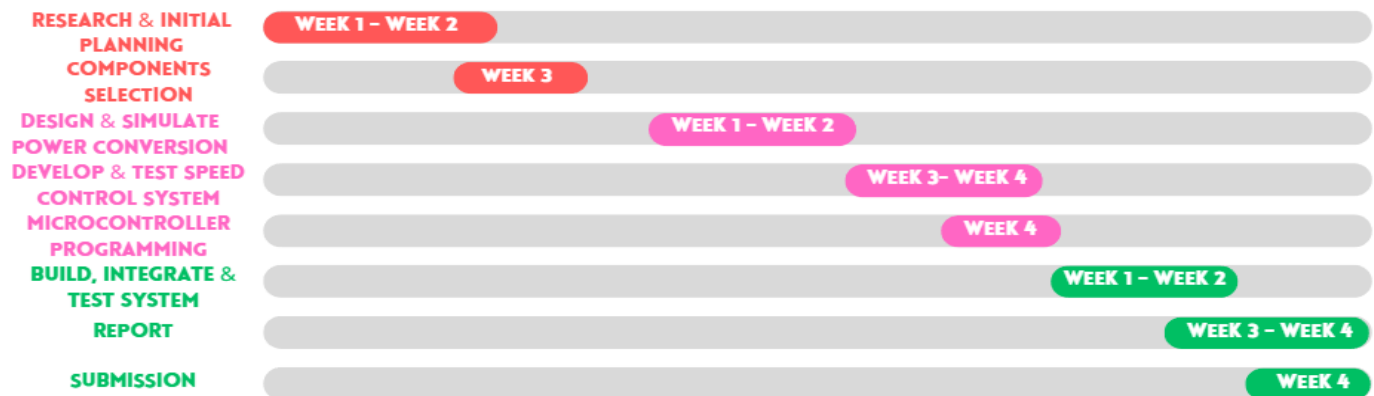 RESEARCH & INITIAL
PLANNING
WEEK 1 – WEEK 2
COMPONENTS
SELECTION
WEEK 3
DESIGN & SIMULATE
POWER CONVERSION
WEEK 1 – WEEK 2
DEVELOP & TEST SPEED
CONTROL SYSTEM
WEEK 3– WEEK 4
MICROCONTROLLER
PROGRAMMING
WEEK 4
BUILD, INTEGRATE &
TEST SYSTEM
WEEK 1 – WEEK 2
REPORT
WEEK 3 – WEEK 4
SUBMISSION
WEEK 4